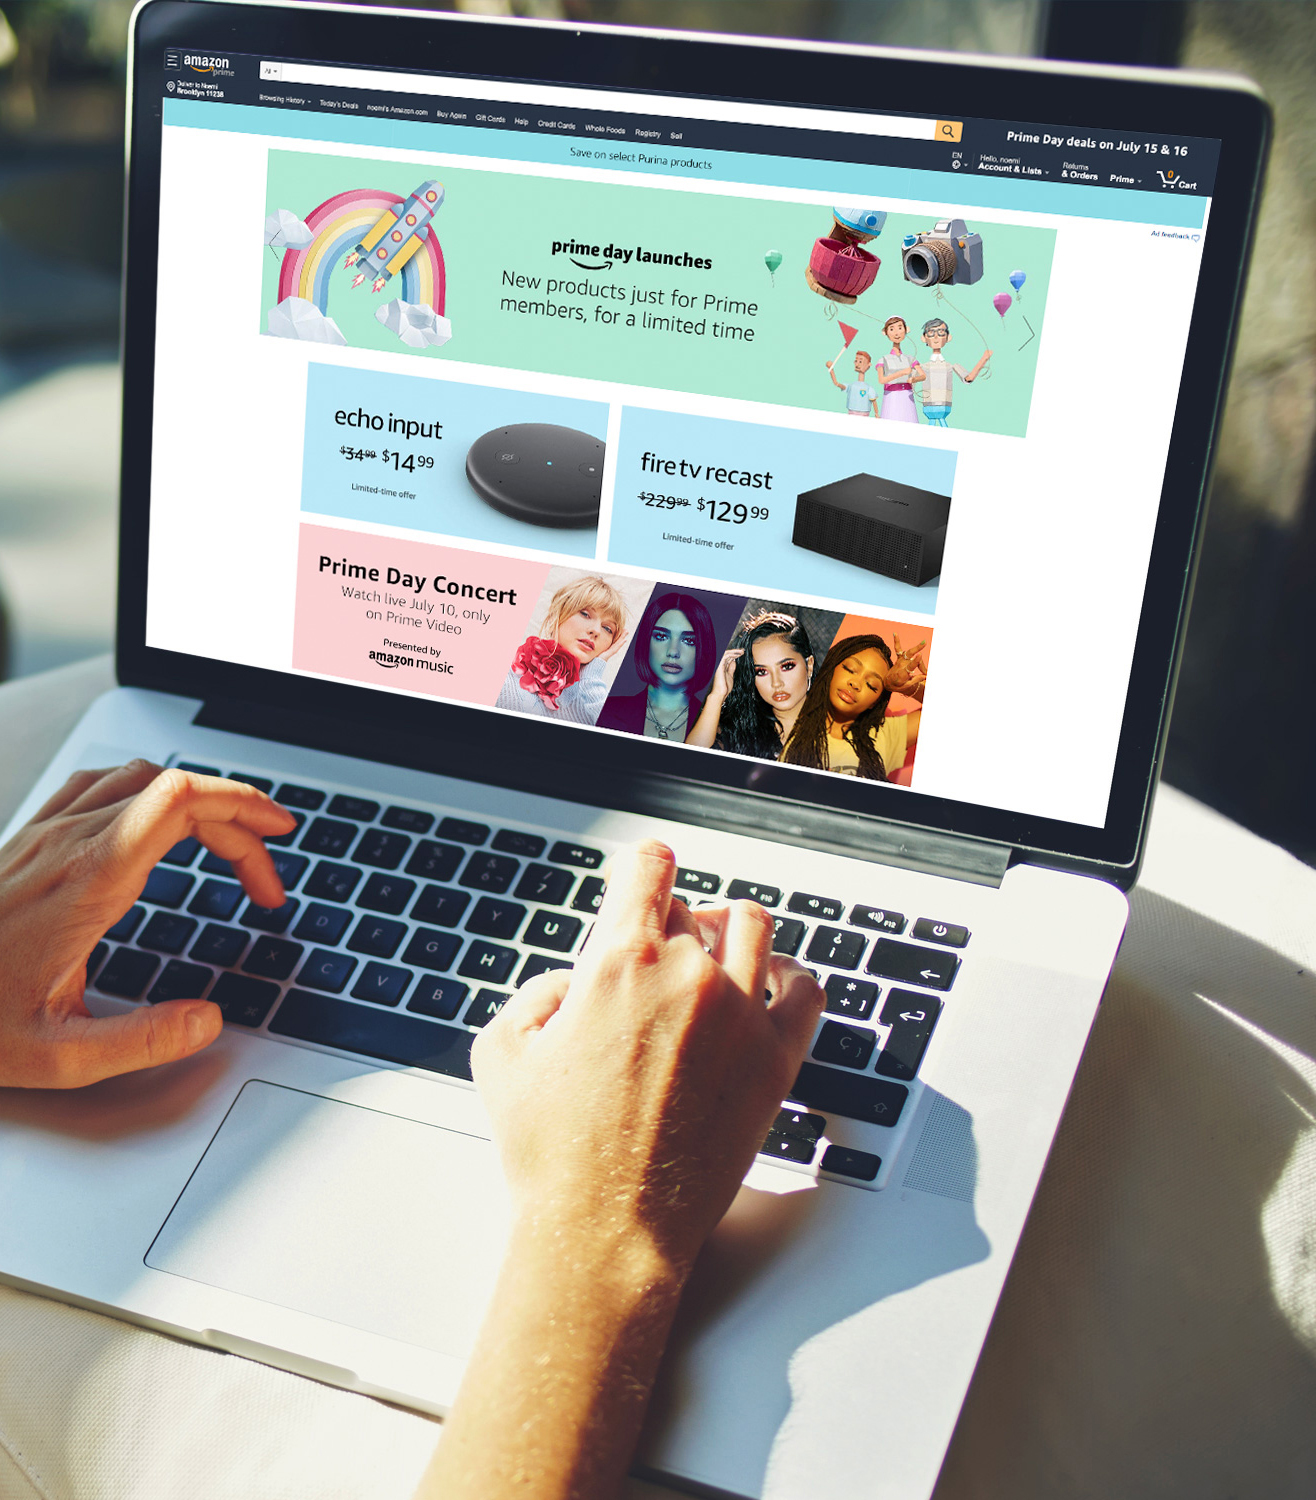 amazon
prime
All
Prime Day deals on July 15 & 16
Deliver to Noemi
Brooklyn 11238
Browsing History
Today's Deals
noemi's Amazon.com
Buy Again
Gift Cards
Help
Credit Cards
Whole Foods
Registry
Sell
EN
Hello, noemi
Account & Lists
Returns
& Orders
Prime
0
Cart
Save on select Purina products
Ad feedback
prime day launches
New products just for Prime
members, for a limited time
echo input
$34.99 $14.99
Limited-time offer
fire tv recast
$229.99 $129.99
Limited-time offer
Prime Day Concert
Watch live July 10, only
on Prime Video
Presented by
amazon music
F10
F11
F12
7
8
?
¿
¡
E
R
T
Y
U
*
+
A
D
F
G
H
Ç
Z
X
C
V
B
N